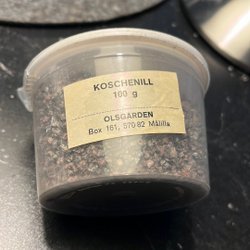 KOSCHENILL
100 g
OLSGÅRDEN
Box 161, 570 82 Målilla